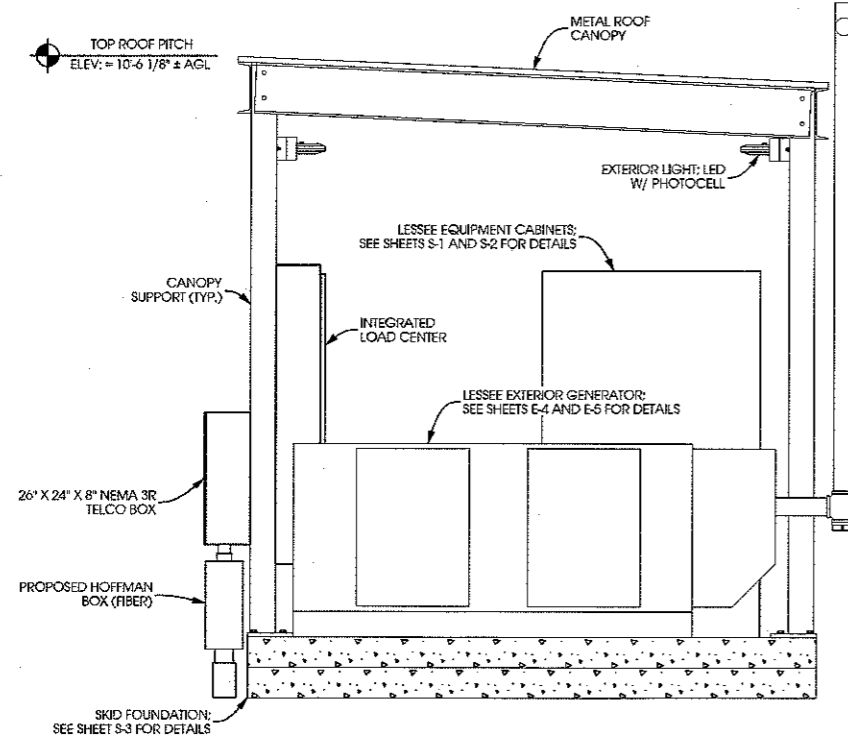 METAL ROOF
CANOPY
TOP ROOF PITCH
ELEV: = 10'-6 1/8" ± AGL
EXTERIOR LIGHT; LED
W/ PHOTOCELL
LESSEE EQUIPMENT CABINETS;
SEE SHEETS S-1 AND S-2 FOR DETAILS
CANOPY
SUPPORT (TYP.)
INTEGRATED
LOAD CENTER
LESSEE EXTERIOR GENERATOR;
SEE SHEETS E-4 AND E-5 FOR DETAILS
26" X 24" X 8" NEMA 3R
TELCO BOX
PROPOSED HOFFMAN
BOX (FIBER)
SKID FOUNDATION;
SEE SHEET S-3 FOR DETAILS